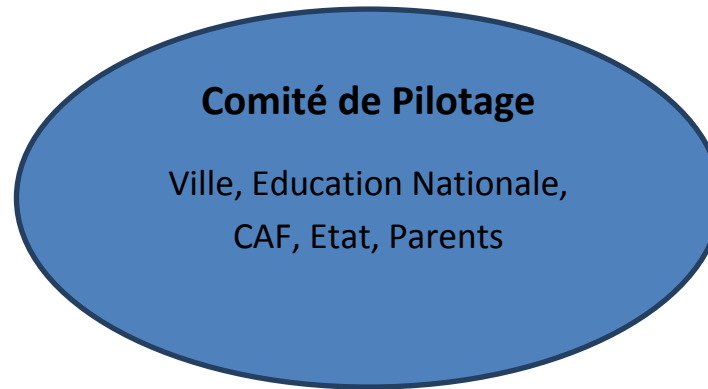 Comité de Pilotage
Ville, Education Nationale,
CAF, Etat, Parents